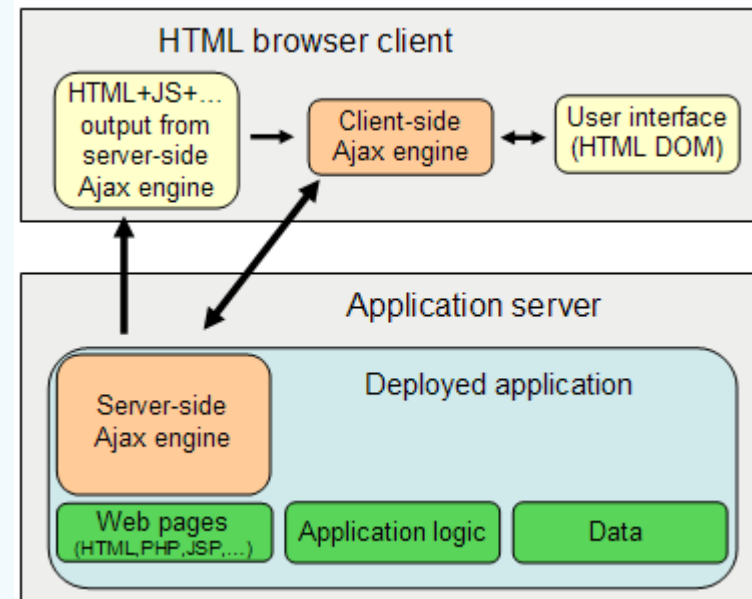 HTML browser client
HTML+JS+...
output from
server-side
Ajax engine
Client-side
Ajax engine
User interface
(HTML DOM)
Application server
Server-side
Ajax engine
Deployed application
Web pages
(HTML,PHP,JSP,...)
Application logic
Data